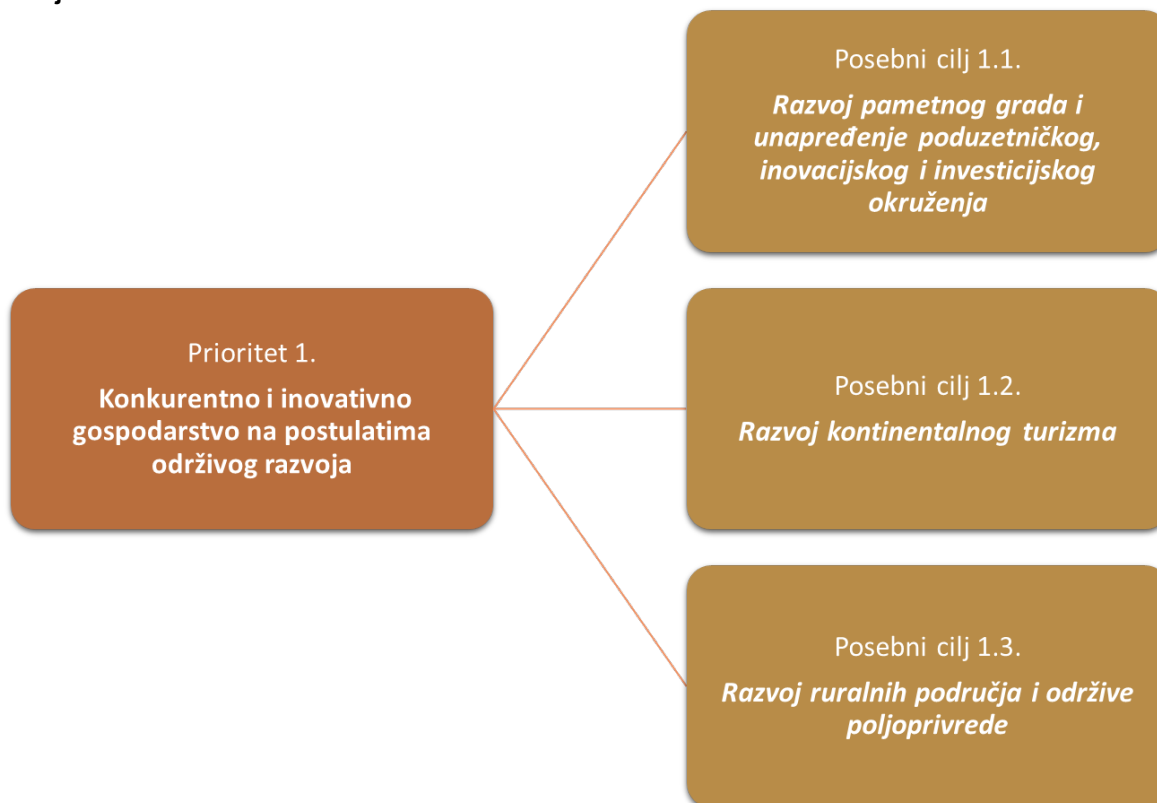 Prioritet 1.
Konkurentno i inovativno
gospodarstvo na postulatima
održivog razvoja
Posebni cilj 1.1.
Razvoj pametnog grada i
unapređenje poduzetničkog,
inovacijskog i investicijskog
okruženja
Posebni cilj 1.2.
Razvoj kontinentalnog turizma
Posebni cilj 1.3.
Razvoj ruralnih područja i održive
poljoprivrede